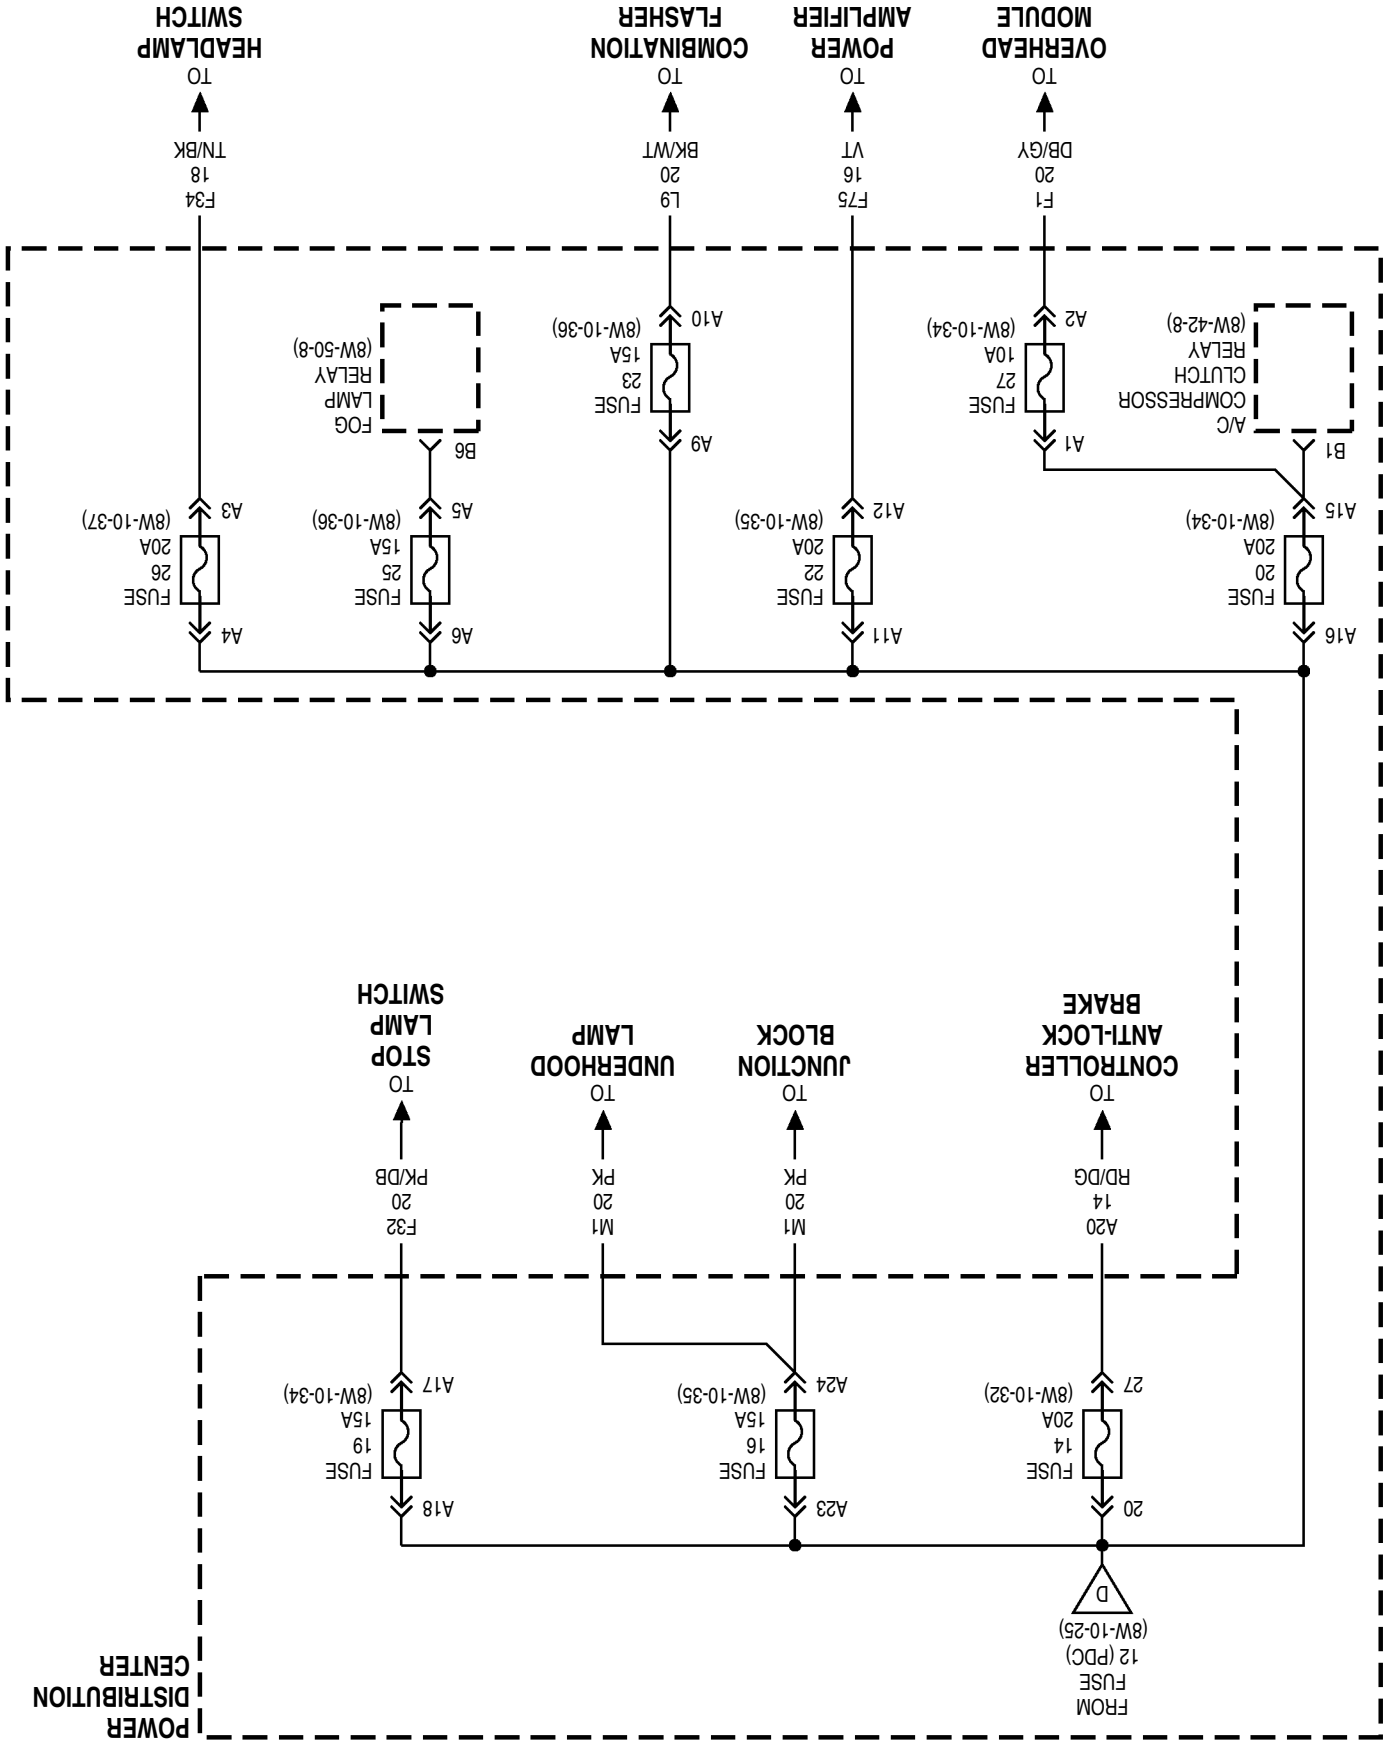 POWER
DISTRIBUTION
CENTER
FROM
FUSE
12 (PDC)
(8W-10-25)
D
20
FUSE
14
20A
(8W-10-32)
27
A20
14
RD/DG
TO
CONTROLLER
ANTI-LOCK
BRAKE
A23
FUSE
16
15A
(8W-10-35)
A24
M1
20
PK
TO
JUNCTION
BLOCK
M1
20
PK
TO
UNDERHOOD
LAMP
A18
FUSE
19
15A
(8W-10-34)
A17
F32
20
PK/DB
TO
STOP
LAMP
SWITCH
A16
FUSE
20
20A
(8W-10-34)
A15
B1
A/C
COMPRESSOR
CLUTCH
RELAY
(8W-42-8)
A1
FUSE
27
10A
(8W-10-34)
A2
F1
20
DB/GY
TO
OVERHEAD
MODULE
A11
FUSE
22
20A
(8W-10-35)
A12
F75
16
VT
TO
POWER
AMPLIFIER
A9
FUSE
23
15A
(8W-10-36)
A10
L9
20
BK/WT
TO
COMBINATION
FLASHER
A6
FUSE
25
15A
(8W-10-36)
A5
B6
FOG
LAMP
RELAY
(8W-50-8)
A4
FUSE
26
20A
(8W-10-37)
A3
F34
18
TN/BK
TO
HEADLAMP
SWITCH